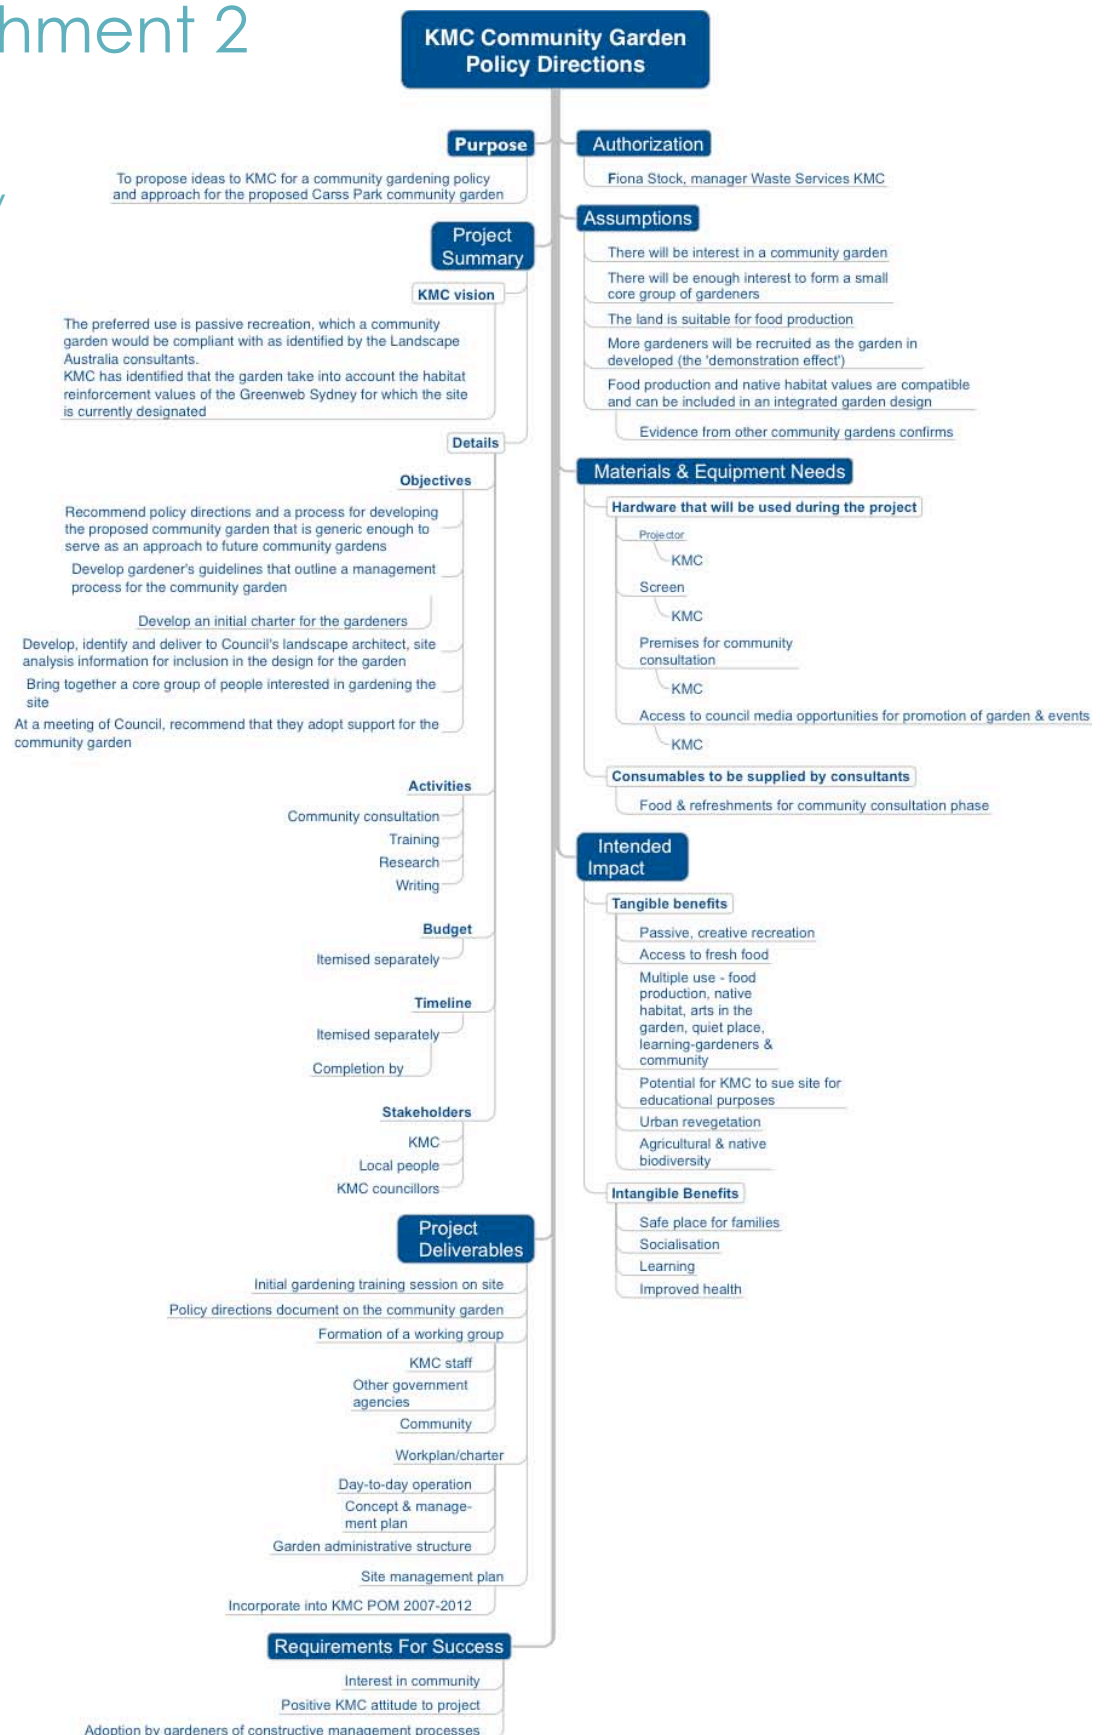 hment 2
KMC Community Garden
Policy Directions
y
Purpose
To propose ideas to KMC for a community gardening policy
and approach for the proposed Carss Park community garden
Project
Summary
KMC vision
The preferred use is passive recreation, which a community
garden would be compliant with as identified by the Landscape
Australia consultants.
KMC has identified that the garden take into account the habitat
reinforcement values of the Greenweb Sydney for which the site
is currently designated
Details
Objectives
Recommend policy directions and a process for developing
the proposed community garden that is generic enough to
serve as an approach to future community gardens
Develop gardener's guidelines that outline a management
process for the community garden
Develop an initial charter for the gardeners
Develop, identify and deliver to Council's landscape architect, site
analysis information for inclusion in the design for the garden
Bring together a core group of people interested in gardening the
site
At a meeting of Council, recommend that they adopt support for the
community garden
Activities
Community consultation
Training
Research
Writing
Budget
Itemised separately
Timeline
Itemised separately
Completion by
Stakeholders
KMC
Local people
KMC councillors
Project
Deliverables
Initial gardening training session on site
Policy directions document on the community garden
Formation of a working group
KMC staff
Other government
agencies
Community
Workplan/charter
Day-to-day operation
Concept & manage-
ment plan
Garden administrative structure
Site management plan
Incorporate into KMC POM 2007-2012
Requirements For Success
Interest in community
Positive KMC attitude to project
Adoption by gardeners of constructive management processes
Authorization
Fiona Stock, manager Waste Services KMC
Assumptions
There will be interest in a community garden
There will be enough interest to form a small
core group of gardeners
The land is suitable for food production
More gardeners will be recruited as the garden in
developed (the 'demonstration effect')
Food production and native habitat values are compatible
and can be included in an integrated garden design
Evidence from other community gardens confirms
Materials & Equipment Needs
Hardware that will be used during the project
Projector
KMC
Screen
KMC
Premises for community
consultation
KMC
Access to council media opportunities for promotion of garden & events
KMC
Consumables to be supplied by consultants
Food & refreshments for community consultation phase
Intended
Impact
Tangible benefits
Passive, creative recreation
Access to fresh food
Multiple use - food
production, native
habitat, arts in the
garden, quiet place,
learning-gardeners &
community
Potential for KMC to sue site for
educational purposes
Urban revegetation
Agricultural & native
biodiversity
Intangible Benefits
Safe place for families
Socialisation
Learning
Improved health